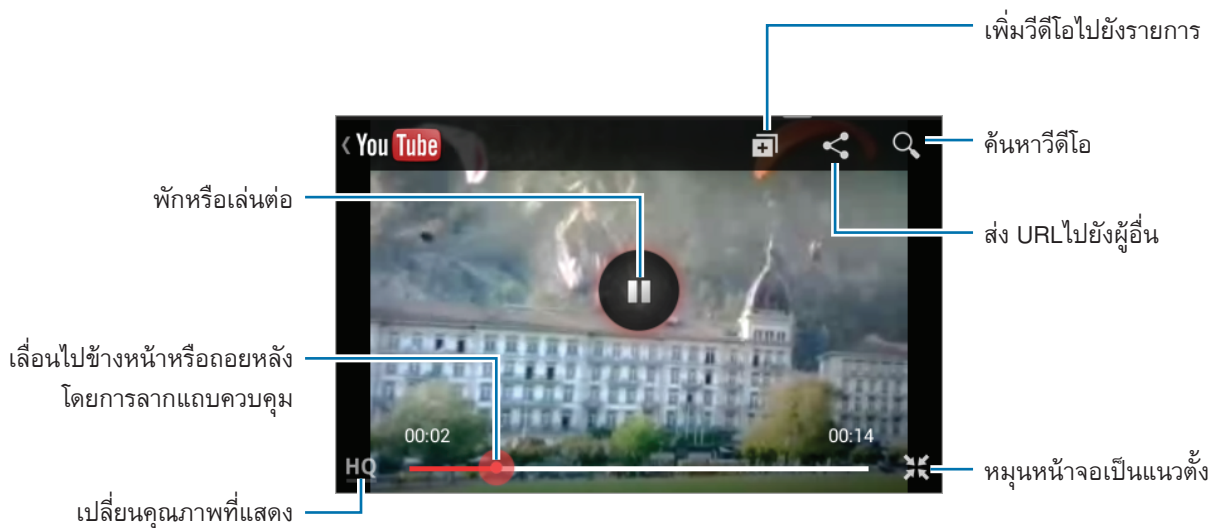 เพิ่มวีดีโอไปยังรายการ
You Tube
ค้นหาวีดีโอ
พักหรือเล่นต่อ
ส่ง URLไปยังผู้อื่น
เลื่อนไปข้างหน้าหรือถอยหลัง
โดยการลากแถบควบคุม
00:02
00:14
HQ
หมุนหน้าจอเป็นแนวตั้ง
เปลี่ยนคุณภาพที่แสดง